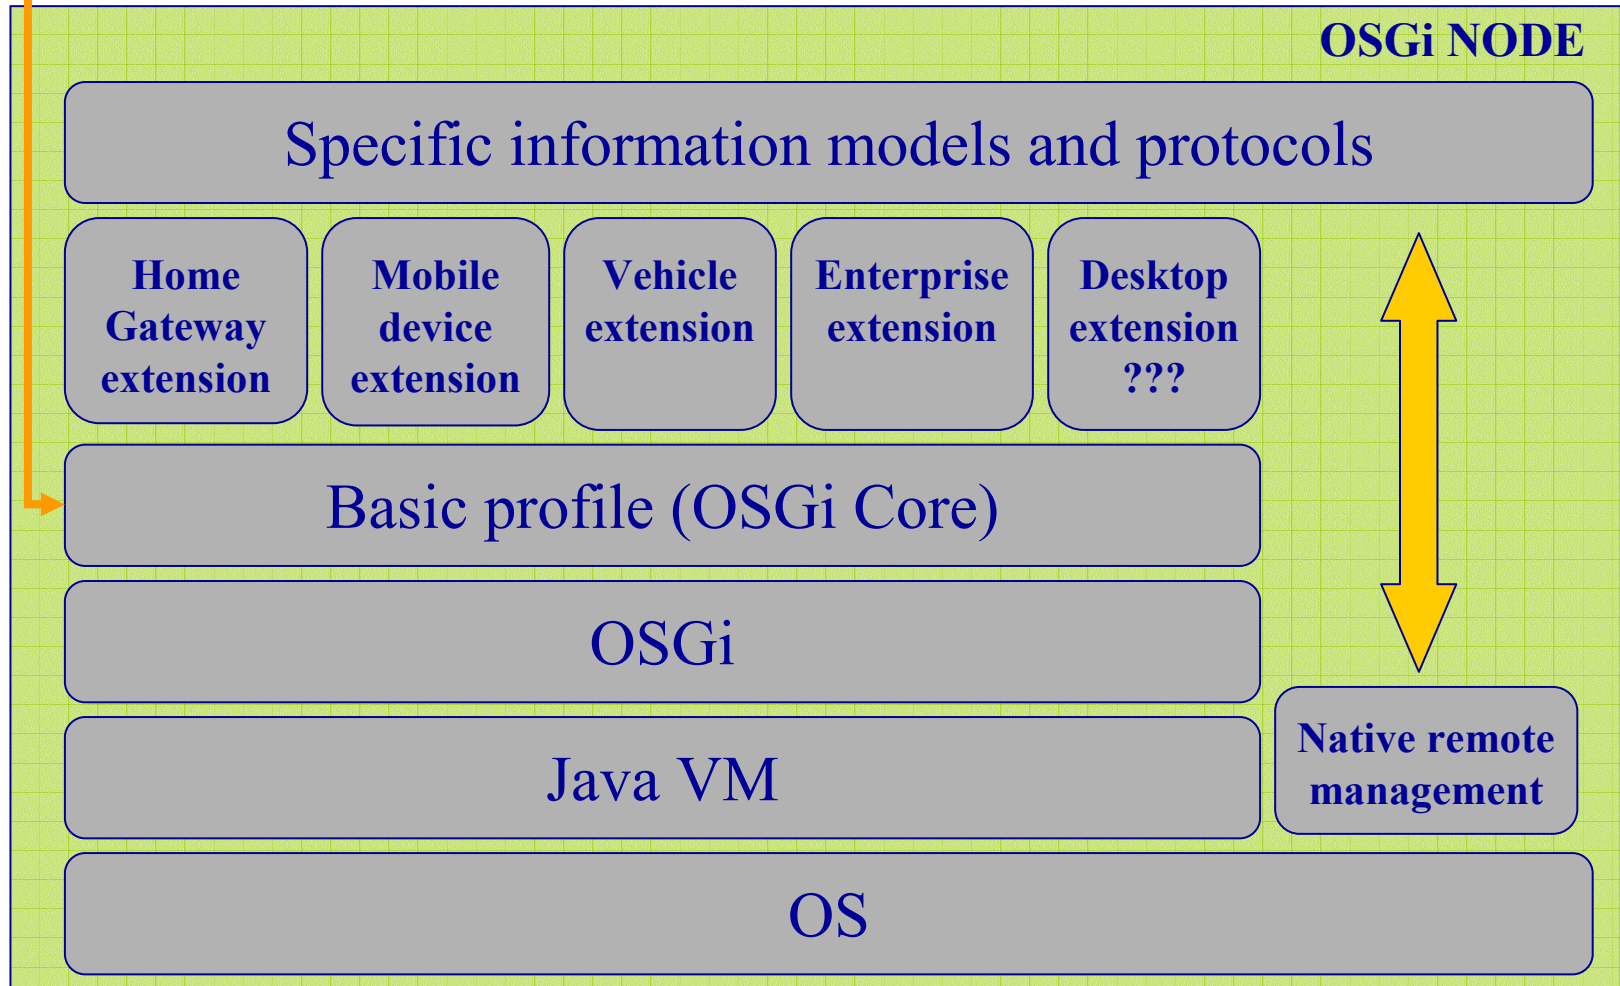 OSGi NODE
Specific information models and protocols
Home
Gateway
extension
Mobile
device
extension
Vehicle
extension
Enterprise
extension
Desktop
extension
???
Basic profile (OSGi Core)
OSGi
Java VM
Native remote
management
OS